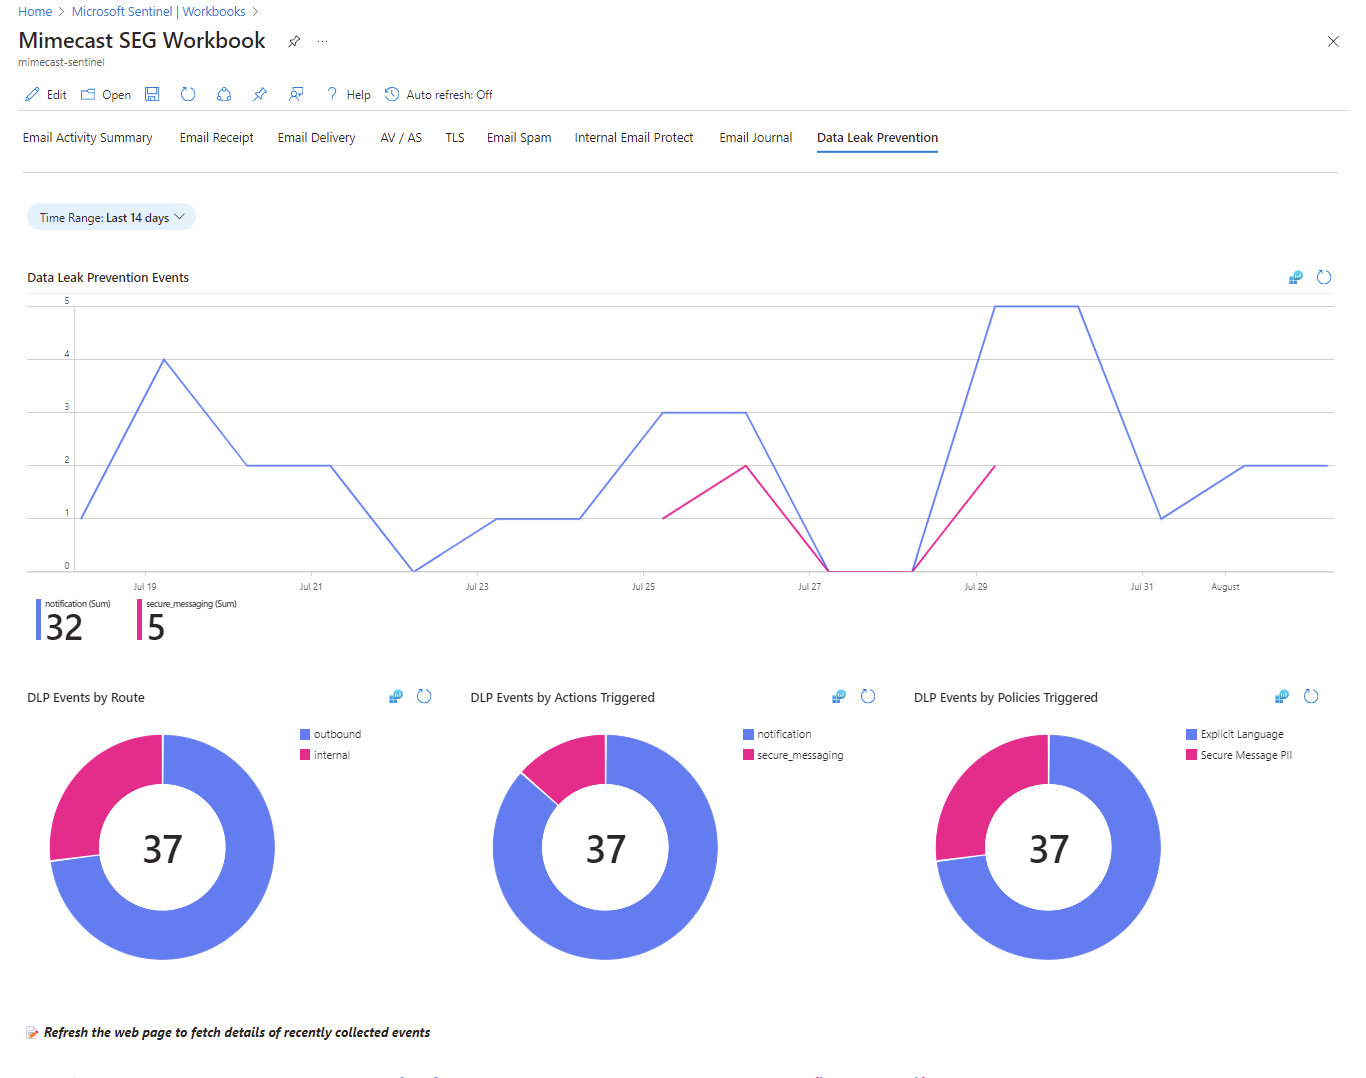 Home > Microsoft Sentinel | Workbooks >
Mimecast SEG Workbook ...
mimecast-sentinel
Edit Open Help Auto refresh: Off
Email Activity Summary Email Receipt Email Delivery AV / AS TLS Email Spam Internal Email Protect Email Journal Data Leak Prevention
Time Range: Last 14 days
Data Leak Prevention Events
5
4
3
2
1
0
Jul 19 Jul 21 Jul 23 Jul 25 Jul 27 Jul 29 Jul 31 August
notification (Sum) secure_messaging (Sum)
32 5
DLP Events by Route DLP Events by Actions Triggered DLP Events by Policies Triggered
outbound notification Explicit Language
internal secure_messaging Secure Message PII
37 37 37
Refresh the web page to fetch details of recently collected events